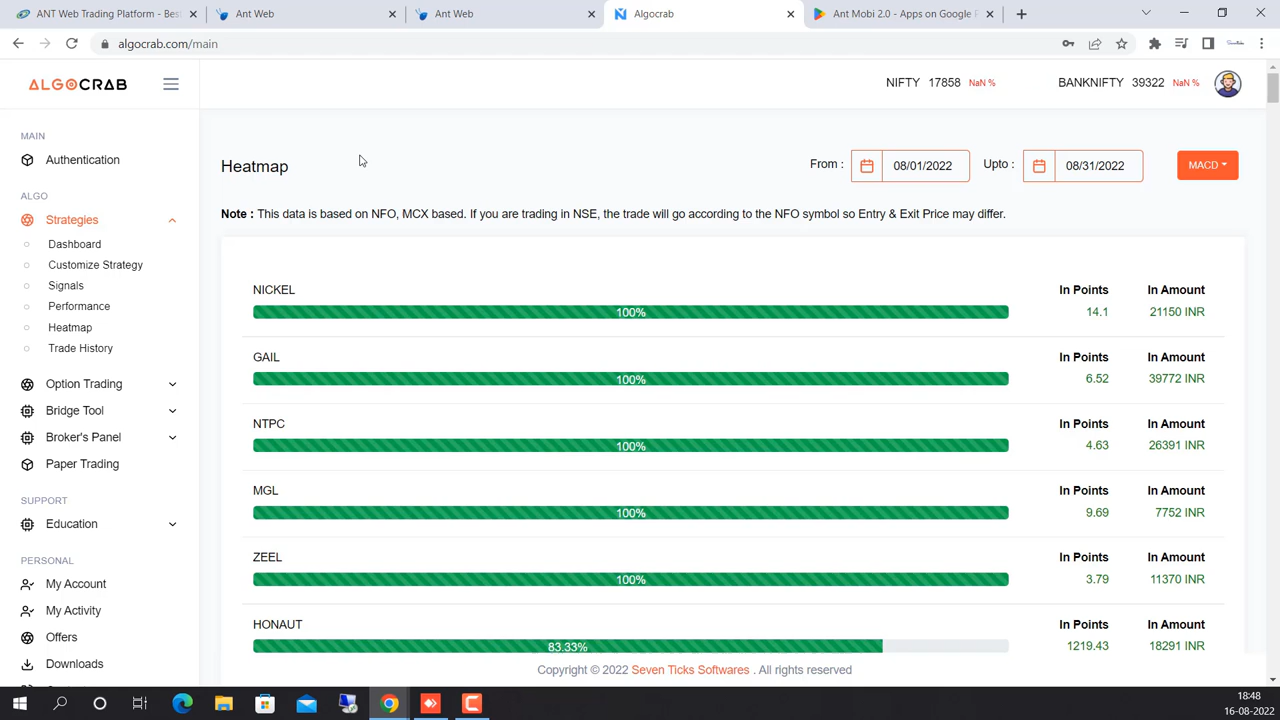 ANT Web Trading Platform - Bes
Ant Web
Ant Web
Algocrab
Ant Mobi 2.0 - Apps on Google P
algocrab.com/main
ALGOCRAB
NIFTY 17858 NaN %
BANKNIFTY 39322 NaN %
MAIN
Authentication
ALGO
Strategies
Dashboard
Customize Strategy
Signals
Performance
Heatmap
Trade History
Option Trading
Bridge Tool
Broker's Panel
Paper Trading
SUPPORT
Education
PERSONAL
My Account
My Activity
Offers
Downloads
Heatmap
From : 08/01/2022 Upto : 08/31/2022 MACD
Note : This data is based on NFO, MCX based. If you are trading in NSE, the trade will go according to the NFO symbol so Entry & Exit Price may differ.
NICKEL In Points In Amount
100% 14.1 21150 INR
GAIL In Points In Amount
100% 6.52 39772 INR
NTPC In Points In Amount
100% 4.63 26391 INR
MGL In Points In Amount
100% 9.69 7752 INR
ZEEL In Points In Amount
100% 3.79 11370 INR
HONAUT In Points In Amount
83.33% 1219.43 18291 INR
Copyright © 2022 Seven Ticks Softwares . All rights reserved
18:48
16-08-2022